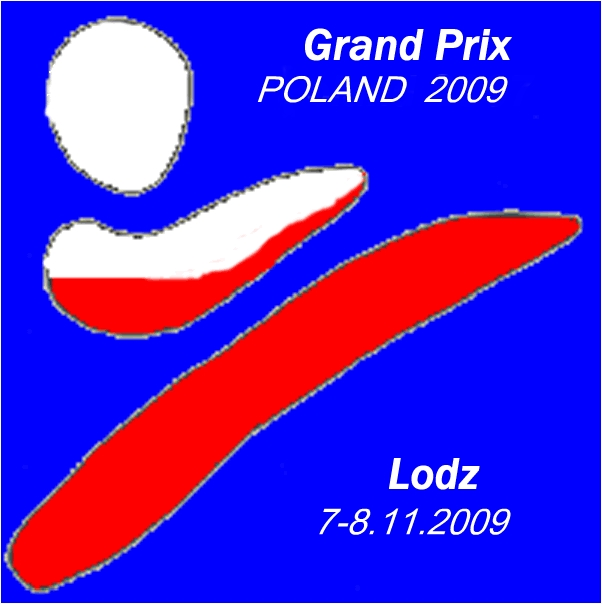 Grand Prix
POLAND 2009
Lodz
7-8.11.2009